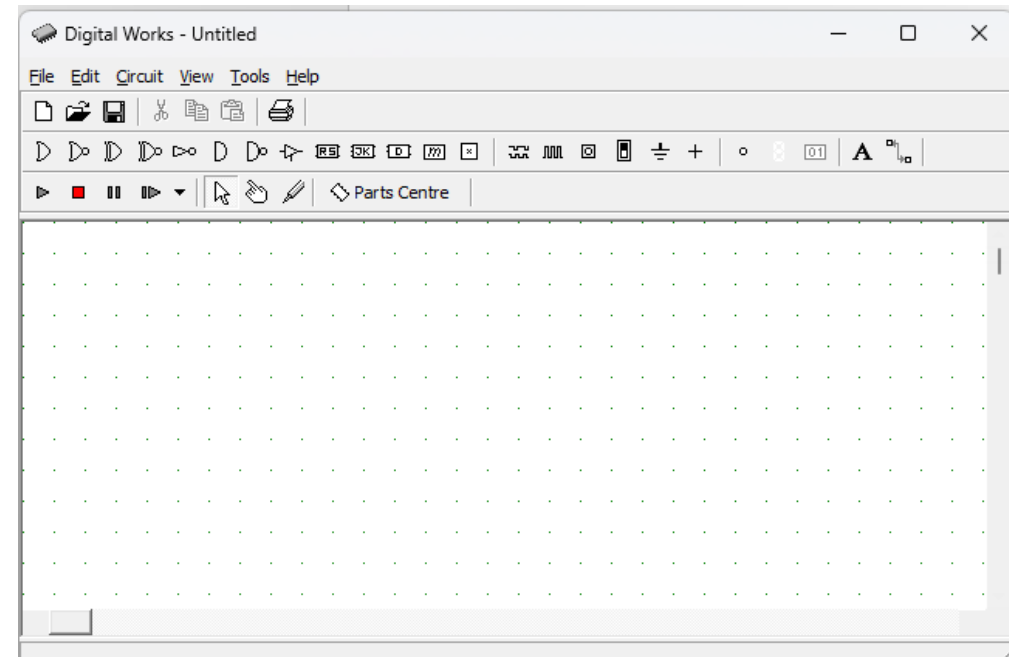 Digital Works - Untitled
File Edit Circuit View Tools Help
RS JK D m x 01 A
Parts Centre